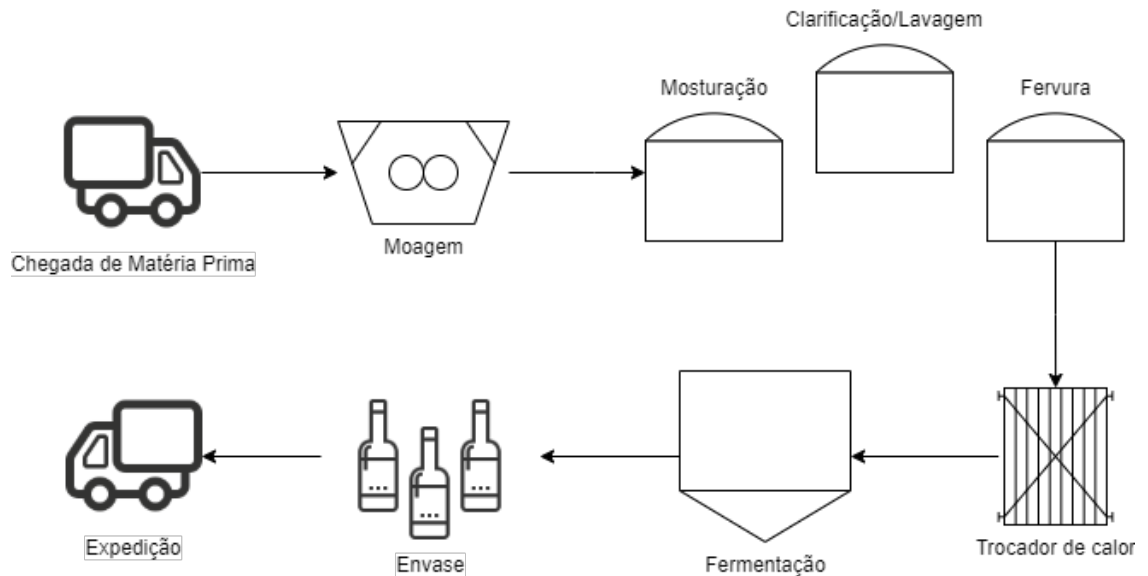 Clarificação/Lavagem
Mosturação
Fervura
Moagem
Chegada de Matéria Prima
Trocador de calor
Expedição
Envase
Fermentação